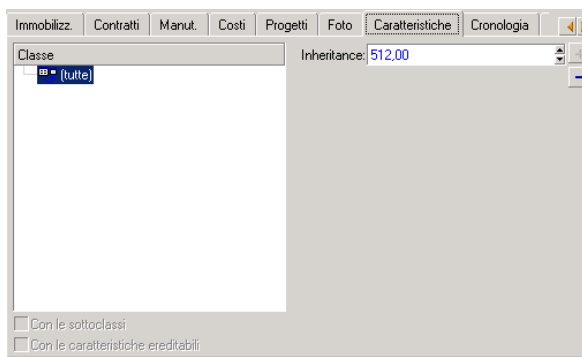 Immobilizz. Contratti Manut. Costi Progetti Foto Caratteristiche Cronologia
Classe
Inheritance: 512,00
(tutte)
Con le sottoclassi
Con le caratteristiche ereditabili